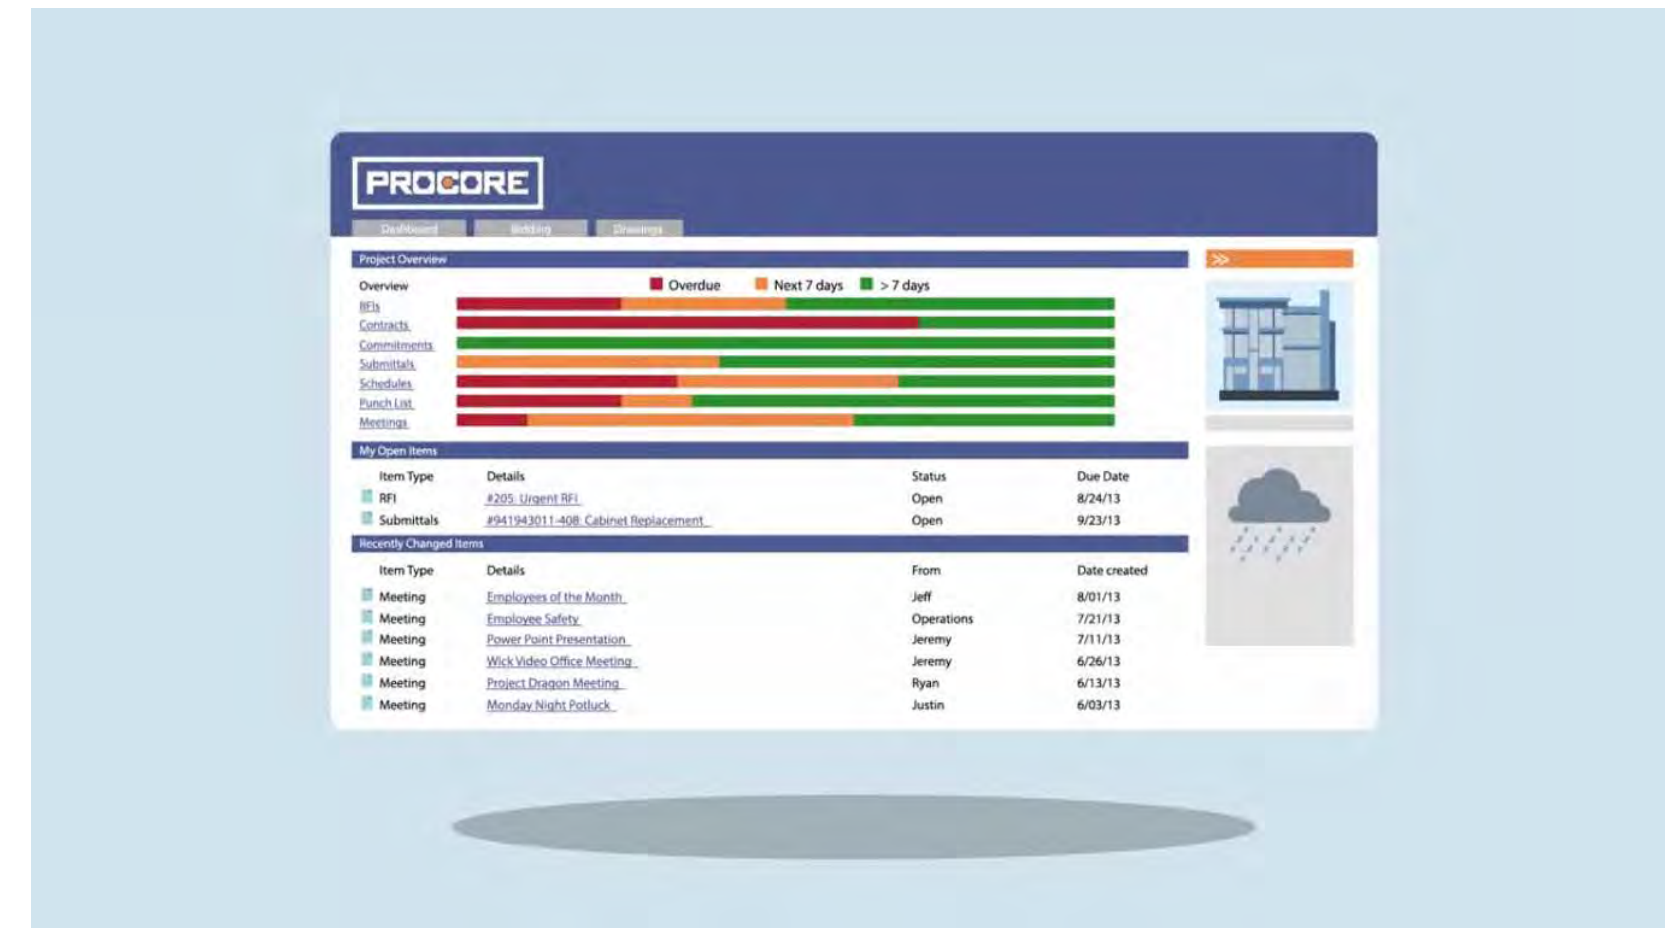 PROCORE
Dashboard Bidding Drawings
Project Overview
Overview Overdue Next 7 days > 7 days
RFIs
Contracts
Commitments
Submittals
Schedules
Punch List
Meetings
My Open Items
Item Type Details Status Due Date
RFI #205: Urgent RFI Open 8/24/13
Submittals #941943011-408: Cabinet Replacement Open 9/23/13
Recently Changed Items
Item Type Details From Date created
Meeting Employees of the Month Jeff 8/01/13
Meeting Employee Safety Operations 7/21/13
Meeting Power Point Presentation Jeremy 7/11/13
Meeting Wick Video Office Meeting Jeremy 6/26/13
Meeting Project Dragon Meeting Ryan 6/13/13
Meeting Monday Night Potluck Justin 6/03/13